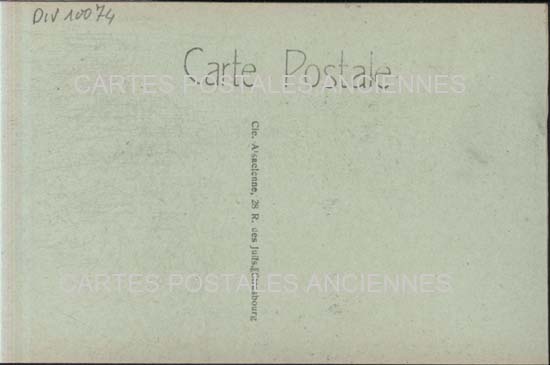 DIV 10074
Carte Postale
CARTES POSTALES ANCIENNES
Cie. Alsacienne, 28 R. des Juifs, Strasbourg
CARTES POSTALES ANCIENNES